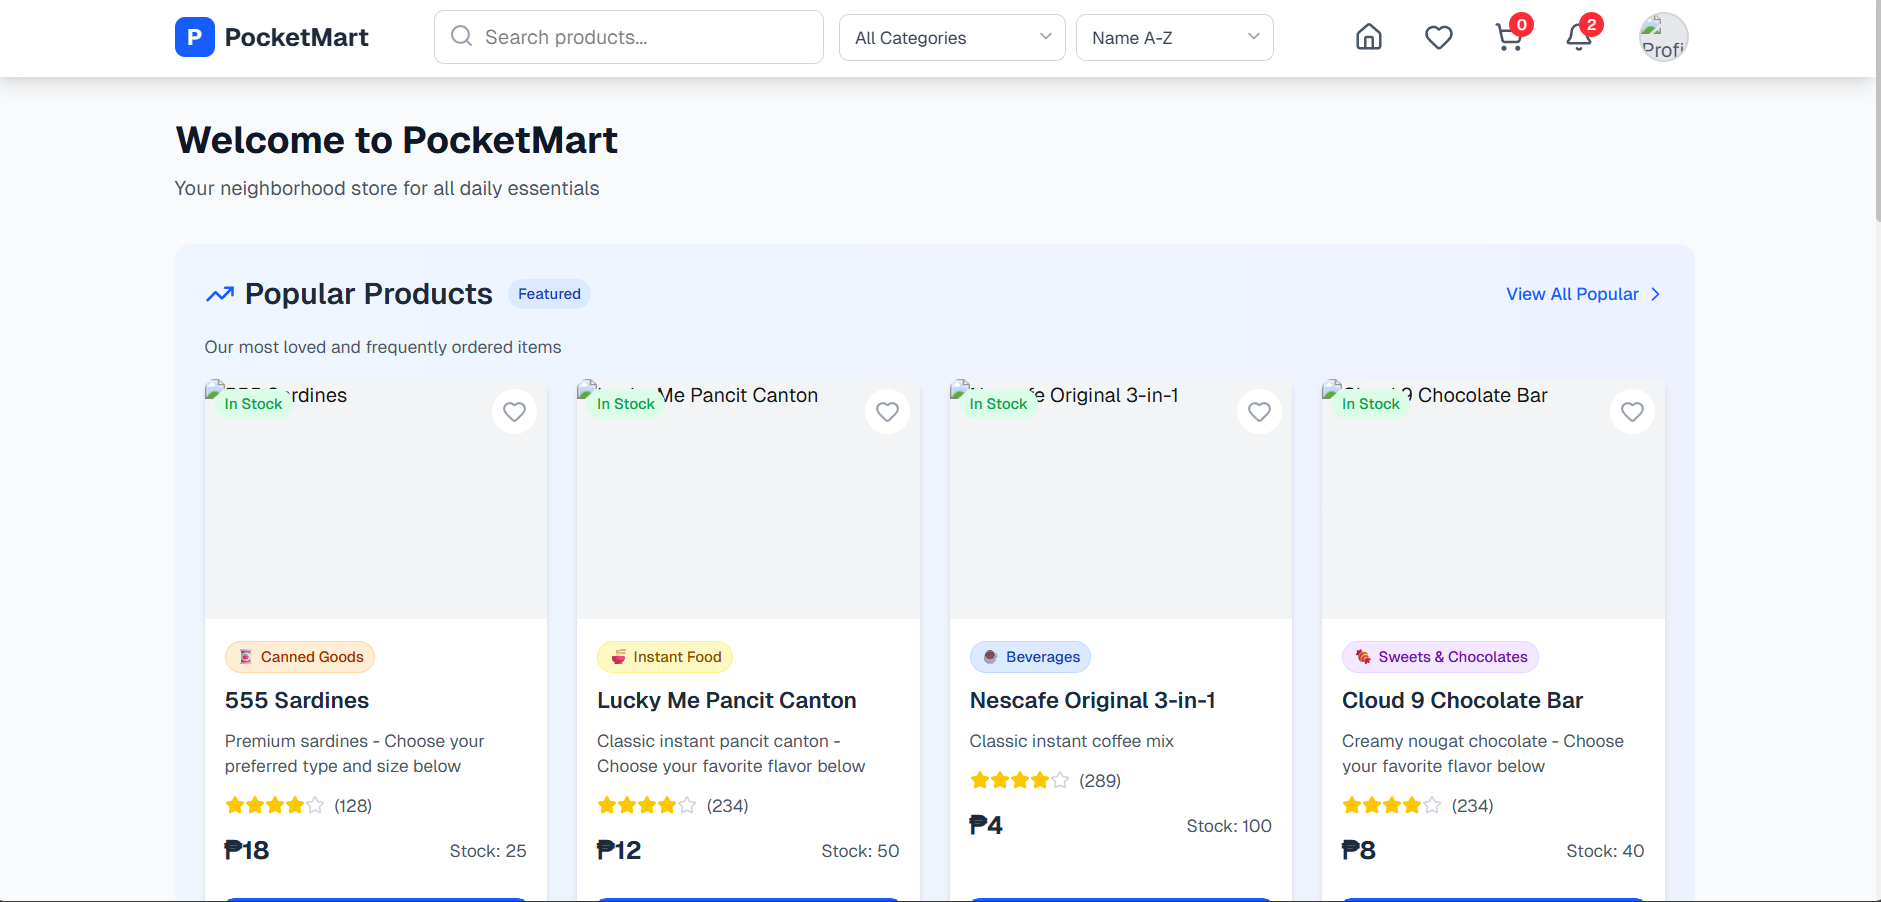 P PocketMart
Search products...
All Categories
Name A-Z
0
2
Profi
Welcome to PocketMart
Your neighborhood store for all daily essentials
Popular Products
Featured
View All Popular
Our most loved and frequently ordered items
In Stock rdines
In Stock Me Pancit Canton
In Stock e Original 3-in-1
In Stock 9 Chocolate Bar
Canned Goods
555 Sardines
Premium sardines - Choose your
preferred type and size below
(128)
₱18
Stock: 25
Instant Food
Lucky Me Pancit Canton
Classic instant pancit canton -
Choose your favorite flavor below
(234)
₱12
Stock: 50
Beverages
Nescafe Original 3-in-1
Classic instant coffee mix
(289)
₱4
Stock: 100
Sweets & Chocolates
Cloud 9 Chocolate Bar
Creamy nougat chocolate - Choose
your favorite flavor below
(234)
₱8
Stock: 40